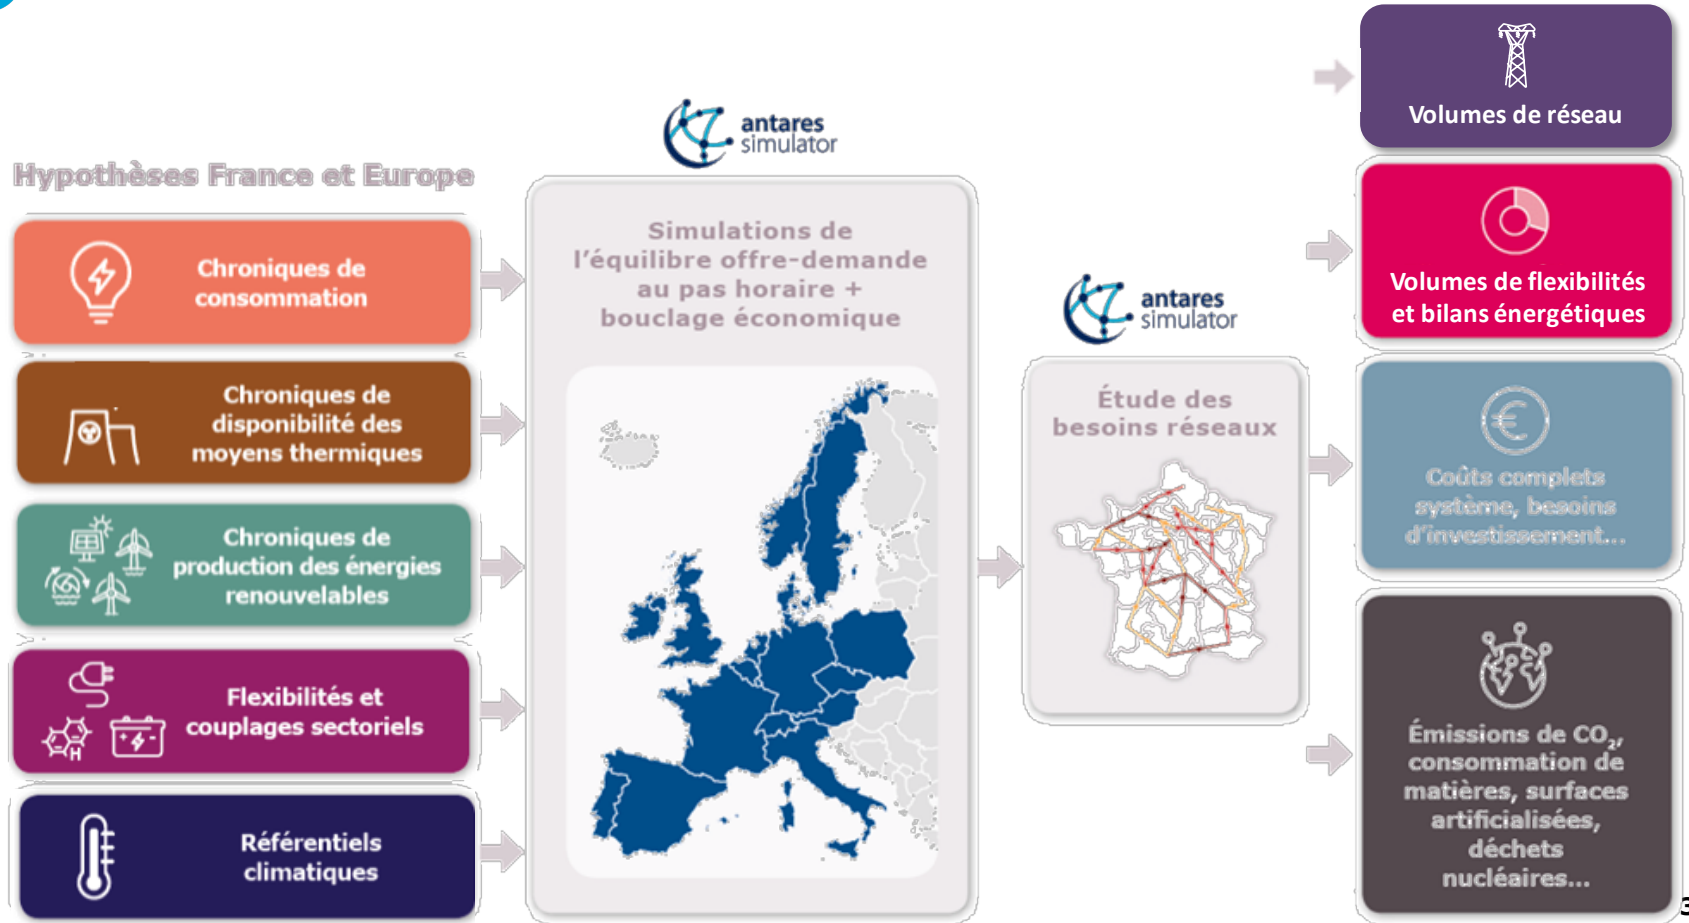 Hypothèses France et Europe
Chroniques de
consommation
Chroniques de
disponibilité des
moyens thermiques
Chroniques de
production des énergies
renouvelables
H
Flexibilités et
couplages sectoriels
Référentiels
climatiques
antares
simulator
Simulations de
l'équilibre offre-demande
au pas horaire +
bouclage économique
antares
simulator
Étude des
besoins réseaux
Volumes de réseau
Volumes de flexibilités
et bilans énergétiques
€
Coûts complets
système, besoins
d'investissement...
Émissions de CO₂,
consommation de
matières, surfaces
artificialisées,
déchets
nucléaires...
3